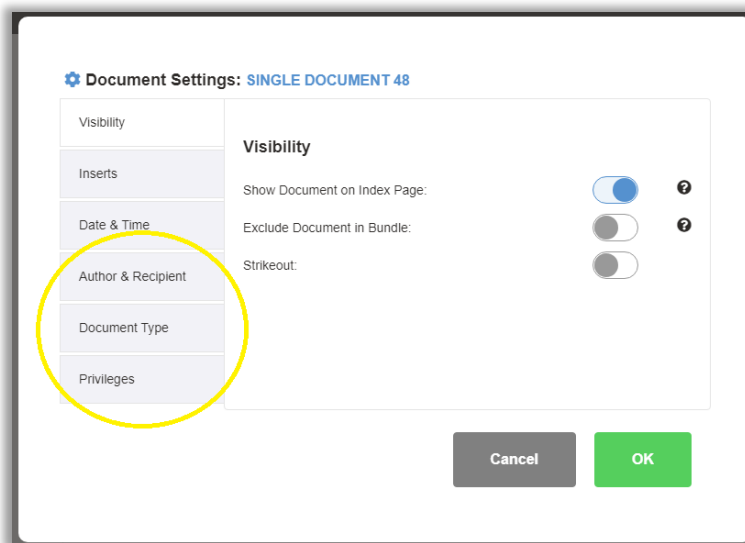 Document Settings: SINGLE DOCUMENT 48
Visibility
Inserts
Date & Time
Author & Recipient
Document Type
Privileges
Visibility
Show Document on Index Page:
Exclude Document in Bundle:
Strikeout:
Cancel
OK